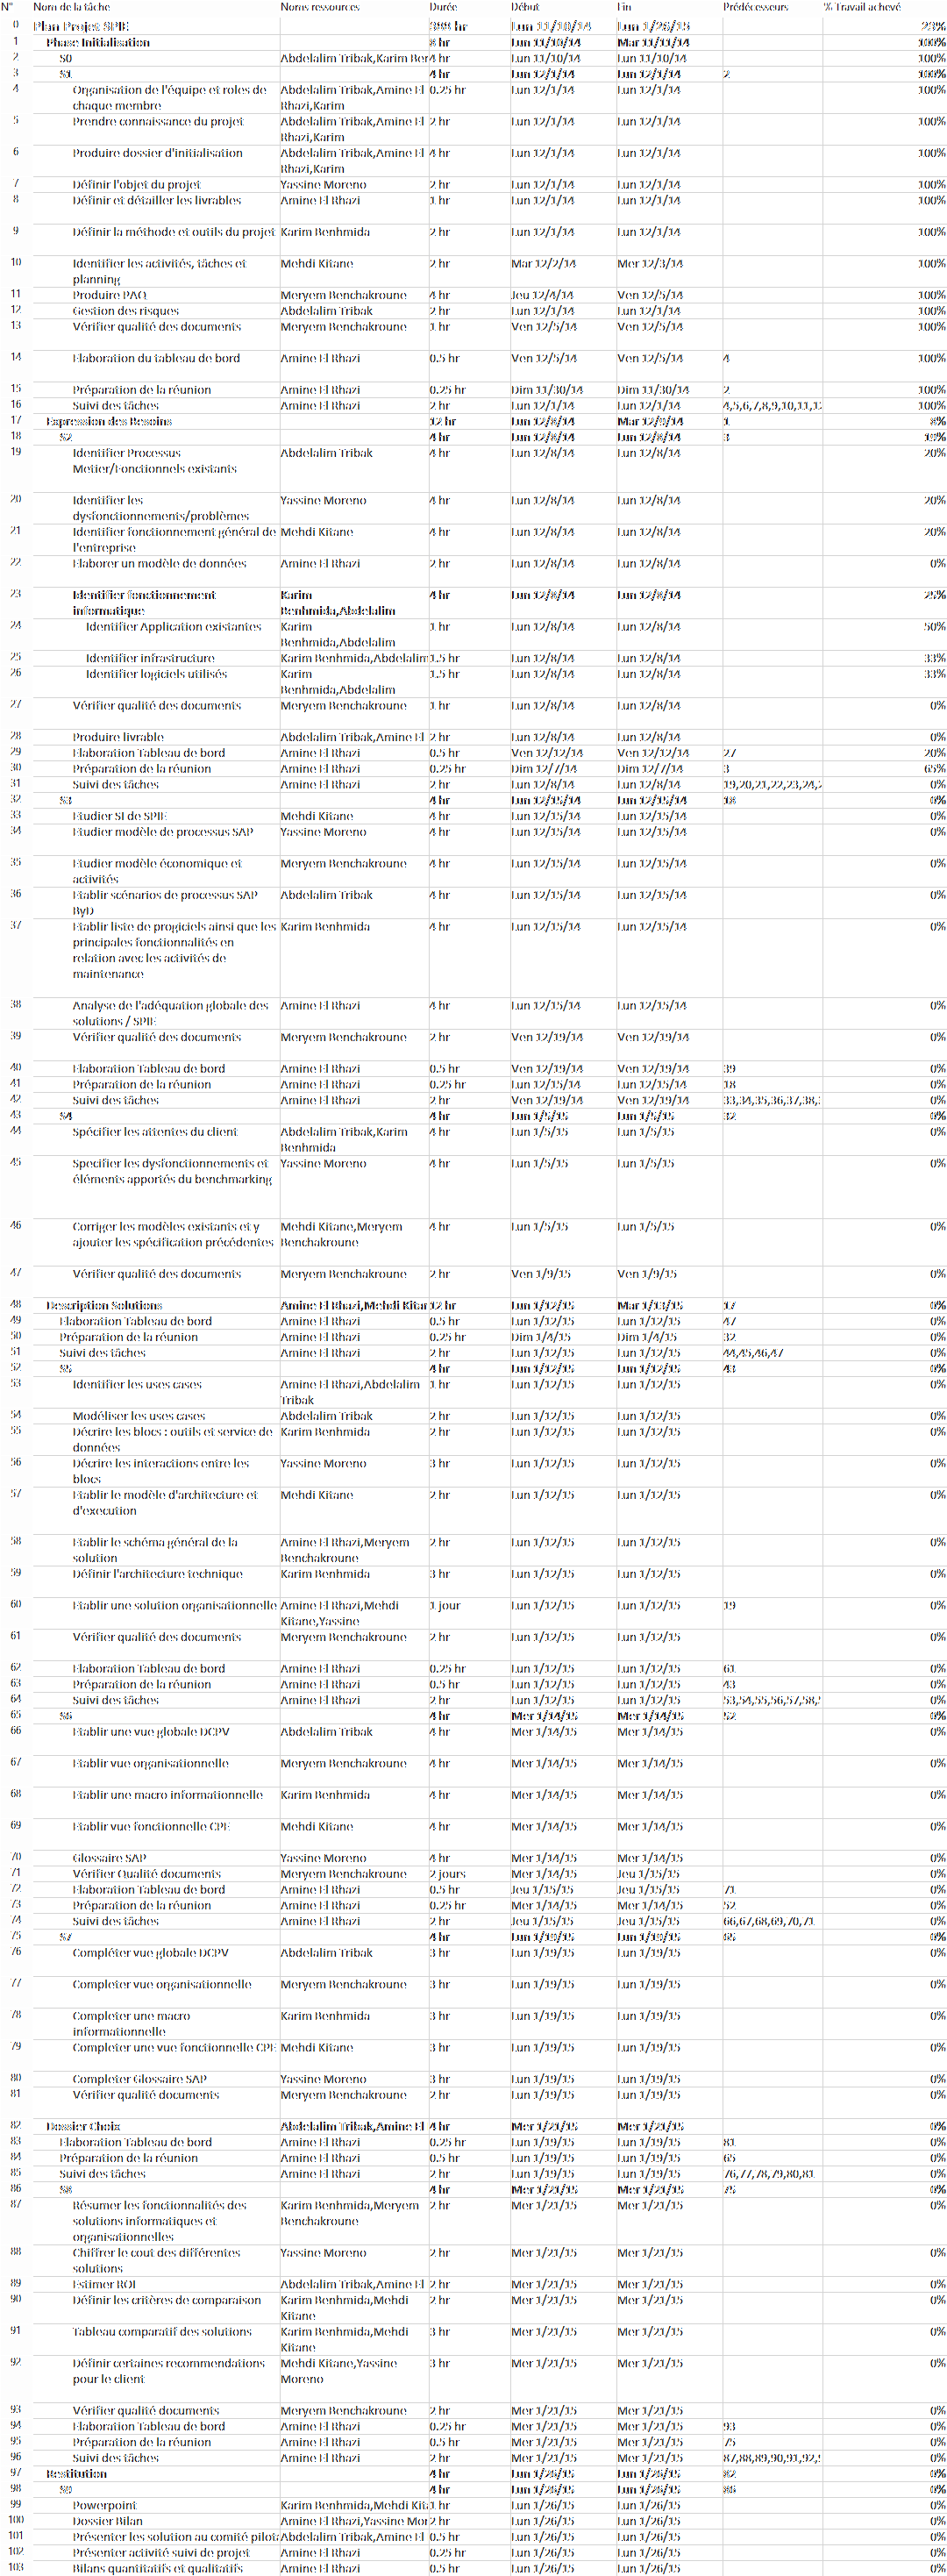 N° Nom de la tâche Noms ressources Durée Début Fin Prédécesseurs % Travail achevé
0 Plan Projet SPIE hr Lun 11/10/14 Lun 1/26/15 23%
1 Phase Initialisation 8 hr Lun 11/10/14 Mar 11/11/14 100%
2 S0 Abdelalim Tribak,Karim Ben 4 hr Lun 11/10/14 Lun 11/10/14 100%
3 S1 4 hr Lun 12/1/14 Lun 12/1/14 2 100%
4 Organisation de l'équipe et roles de Abdelalim Tribak,Amine El 0.25 hr Lun 12/1/14 Lun 12/1/14 100%
chaque membre Rhazi,Karim
5 Prendre connaissance du projet Abdelalim Tribak,Amine El 2 hr Lun 12/1/14 Lun 12/1/14 100%
Rhazi,Karim
6 Produire dossier d'initialisation Abdelalim Tribak,Amine El 4 hr Lun 12/1/14 Lun 12/1/14 100%
Rhazi,Karim
7 Définir l'objet du projet Yassine Moreno 2 hr Lun 12/1/14 Lun 12/1/14 100%
8 Définir et détailler les livrables Amine El Rhazi 1 hr Lun 12/1/14 Lun 12/1/14 100%
9 Définir la méthode et outils du projet Karim Benhmida 2 hr Lun 12/1/14 Lun 12/1/14 100%
10 Identifier les activités, tâches et Mehdi Kitane 2 hr Mar 12/2/14 Mer 12/3/14 100%
planning
11 Produire PAQ Meryem Benchakroune 4 hr Jeu 12/4/14 Ven 12/5/14 100%
12 Gestion des risques Abdelalim Tribak 2 hr Lun 12/1/14 Lun 12/1/14 100%
13 Vérifier qualité des documents Meryem Benchakroune 1 hr Ven 12/5/14 Ven 12/5/14 100%
14 Elaboration du tableau de bord Amine El Rhazi 0.5 hr Ven 12/5/14 Ven 12/5/14 4 100%
15 Préparation de la réunion Amine El Rhazi 0.25 hr Dim 11/30/14 Dim 11/30/14 2 100%
16 Suivi des tâches Amine El Rhazi 2 hr Lun 12/1/14 Lun 12/1/14 4,5,6,7,8,9,10,11,12 100%
17 Expression des Besoins 12 hr Lun 12/8/14 Mar 12/9/14 1 8%
18 S2 4 hr Lun 12/8/14 Lun 12/8/14 3
19 Identifier Processus Abdelalim Tribak 4 hr Lun 12/8/14 Lun 12/8/14 20%
Metier/Fonctionnels existants
20 Identifier les Yassine Moreno 4 hr Lun 12/8/14 Lun 12/8/14 20%
dysfonctionnements/problèmes
21 Identifier fonctionnement général de Mehdi Kitane 4 hr Lun 12/8/14 Lun 12/8/14 20%
l'entreprise
22 Elaborer un modèle de données Amine El Rhazi 2 hr Lun 12/8/14 Lun 12/8/14 0%
23 Identifier fonctionnement Karim 4 hr Lun 12/8/14 Lun 12/8/14 25%
informatique Benhmida,Abdelalim
24 Identifier Application existantes Karim 1 hr Lun 12/8/14 Lun 12/8/14 50%
Benhmida,Abdelalim
25 Identifier infrastructure Karim Benhmida,Abdelalim 1.5 hr Lun 12/8/14 Lun 12/8/14 33%
26 Identifier logiciels utilisés Karim 1.5 hr Lun 12/8/14 Lun 12/8/14 33%
Benhmida,Abdelalim
27 Vérifier qualité des documents Meryem Benchakroune 1 hr Lun 12/8/14 Lun 12/8/14 0%
28 Produire livrable Abdelalim Tribak,Amine El 2 hr Lun 12/8/14 Lun 12/8/14 0%
29 Elaboration Tableau de bord Amine El Rhazi 0.5 hr Ven 12/12/14 Ven 12/12/14 27 20%
30 Préparation de la réunion Amine El Rhazi 0.25 hr Dim 12/7/14 Dim 12/7/14 3 65%
31 Suivi des tâches Amine El Rhazi 2 hr Lun 12/8/14 Lun 12/8/14 19,20,21,22,23,24,2 0%
32 S3 4 hr Lun 12/15/14 Lun 12/15/14 18 0%
33 Etudier SI de SPIE Mehdi Kitane 4 hr Lun 12/15/14 Lun 12/15/14 0%
34 Etudier modèle de processus SAP Yassine Moreno 4 hr Lun 12/15/14 Lun 12/15/14 0%
35 Etudier modèle économique et Meryem Benchakroune 4 hr Lun 12/15/14 Lun 12/15/14 0%
activités
36 Etablir scénarios de processus SAP Abdelalim Tribak 4 hr Lun 12/15/14 Lun 12/15/14 0%
ByD
37 Etablir liste de progiciels ainsi que les Karim Benhmida 4 hr Lun 12/15/14 Lun 12/15/14 0%
principales fonctionnalités en
relation avec les activités de
maintenance
38 Analyse de l'adéquation globale des Amine El Rhazi 4 hr Lun 12/15/14 Lun 12/15/14 0%
solutions / SPIE
39 Vérifier qualité des documents Meryem Benchakroune 2 hr Ven 12/19/14 Ven 12/19/14 0%
40 Elaboration Tableau de bord Amine El Rhazi 0.5 hr Ven 12/19/14 Ven 12/19/14 39 0%
41 Préparation de la réunion Amine El Rhazi 0.25 hr Lun 12/15/14 Lun 12/15/14 18 0%
42 Suivi des tâches Amine El Rhazi 2 hr Ven 12/19/14 Ven 12/19/14 33,34,35,36,37,38,3 0%
43 S4 4 hr Lun 1/5/15 Lun 1/5/15 32 0%
44 Spécifier les attentes du client Abdelalim Tribak,Karim 4 hr Lun 1/5/15 Lun 1/5/15 0%
Benhmida
45 Specifier les dysfonctionnements et Yassine Moreno 4 hr Lun 1/5/15 Lun 1/5/15 0%
éléments apportés du benchmarking
46 Corriger les modèles existants et y Mehdi Kitane,Meryem 4 hr Lun 1/5/15 Lun 1/5/15 0%
ajouter les spécification précédentes Benchakroune
47 Vérifier qualité des documents Meryem Benchakroune 2 hr Ven 1/9/15 Ven 1/9/15 0%
48 Description Solutions Amine El Rhazi,Mehdi Kitan 12 hr Lun 1/12/15 Mar 1/13/15 17 0%
49 Elaboration Tableau de bord Amine El Rhazi 0.5 hr Lun 1/12/15 Lun 1/12/15 47 0%
50 Préparation de la réunion Amine El Rhazi 0.25 hr Dim 1/4/15 Dim 1/4/15 32 0%
51 Suivi des tâches Amine El Rhazi 2 hr Lun 1/12/15 Lun 1/12/15 44,45,46,47 0%
52 S5 4 hr Lun 1/12/15 Lun 1/12/15 43 0%
53 Identifier les uses cases Amine El Rhazi,Abdelalim 1 hr Lun 1/12/15 Lun 1/12/15 0%
Tribak
54 Modéliser les uses cases Abdelalim Tribak 2 hr Lun 1/12/15 Lun 1/12/15 0%
55 Décrire les blocs : outils et service de Karim Benhmida 2 hr Lun 1/12/15 Lun 1/12/15 0%
données
56 Décrire les interactions entre les Yassine Moreno 3 hr Lun 1/12/15 Lun 1/12/15 0%
blocs
57 Etablir le modèle d'architecture et Mehdi Kitane 2 hr Lun 1/12/15 Lun 1/12/15 0%
d'execution
58 Etablir le schéma général de la Amine El Rhazi,Meryem 2 hr Lun 1/12/15 Lun 1/12/15 0%
solution Benchakroune
59 Définir l'architecture technique Karim Benhmida 3 hr Lun 1/12/15 Lun 1/12/15 0%
60 Etablir une solution organisationnelle Amine El Rhazi,Mehdi 1 jour Lun 1/12/15 Lun 1/12/15 19 0%
Kitane,Yassine
61 Vérifier qualité des documents Meryem Benchakroune 2 hr Lun 1/12/15 Lun 1/12/15 0%
62 Elaboration Tableau de bord Amine El Rhazi 0.25 hr Lun 1/12/15 Lun 1/12/15 61 0%
63 Préparation de la réunion Amine El Rhazi 0.5 hr Lun 1/12/15 Lun 1/12/15 43 0%
64 Suivi des tâches Amine El Rhazi 2 hr Lun 1/12/15 Lun 1/12/15 53,54,55,56,57,58,5 0%
65 S6 4 hr Mer 1/14/15 Mer 1/14/15 52 0%
66 Etablir une vue globale DCPV Abdelalim Tribak 4 hr Mer 1/14/15 Mer 1/14/15 0%
67 Etablir vue organisationnelle Meryem Benchakroune 4 hr Mer 1/14/15 Mer 1/14/15 0%
68 Etablir une macro informationnelle Karim Benhmida 4 hr Mer 1/14/15 Mer 1/14/15 0%
69 Etablir vue fonctionnelle CPE Mehdi Kitane 4 hr Mer 1/14/15 Mer 1/14/15 0%
70 Glossaire SAP Yassine Moreno 4 hr Mer 1/14/15 Mer 1/14/15 0%
71 Vérifier Qualité documents Meryem Benchakroune 2 jours Mer 1/14/15 Jeu 1/15/15 0%
72 Elaboration Tableau de bord Amine El Rhazi 0.5 hr Jeu 1/15/15 Jeu 1/15/15 71 0%
73 Préparation de la réunion Amine El Rhazi 0.25 hr Mer 1/14/15 Mer 1/14/15 52 0%
74 Suivi des tâches Amine El Rhazi 2 hr Jeu 1/15/15 Jeu 1/15/15 66,67,68,69,70,71 0%
75 S7 4 hr Lun 1/19/15 Lun 1/19/15 65 0%
76 Compléter vue globale DCPV Abdelalim Tribak 3 hr Lun 1/19/15 Lun 1/19/15 0%
77 Completer vue organisationnelle Meryem Benchakroune 3 hr Lun 1/19/15 Lun 1/19/15 0%
78 Completer une macro Karim Benhmida 3 hr Lun 1/19/15 Lun 1/19/15 0%
informationnelle
79 Completer une vue fonctionnelle CPE Mehdi Kitane 3 hr Lun 1/19/15 Lun 1/19/15 0%
80 Completer Glossaire SAP Yassine Moreno 3 hr Lun 1/19/15 Lun 1/19/15 0%
81 Vérifier qualité documents Meryem Benchakroune 2 hr Lun 1/19/15 Lun 1/19/15 0%
82 Dossier Choix Abdelalim Tribak,Amine El 4 hr Mer 1/21/15 Mer 1/21/15 0%
83 Elaboration Tableau de bord Amine El Rhazi 0.25 hr Lun 1/19/15 Lun 1/19/15 81 0%
84 Préparation de la réunion Amine El Rhazi 0.5 hr Lun 1/19/15 Lun 1/19/15 65 0%
85 Suivi des tâches Amine El Rhazi 2 hr Lun 1/19/15 Lun 1/19/15 76,77,78,79,80,81 0%
86 S8 4 hr Mer 1/21/15 Mer 1/21/15 75 0%
87 Résumer les fonctionnalités des Karim Benhmida,Meryem 2 hr Mer 1/21/15 Mer 1/21/15 0%
solutions informatiques et Benchakroune
organisationnelles
88 Chiffrer le cout des différentes Yassine Moreno 2 hr Mer 1/21/15 Mer 1/21/15 0%
solutions
89 Estimer ROI Abdelalim Tribak,Amine El 2 hr Mer 1/21/15 Mer 1/21/15 0%
90 Définir les critères de comparaison Karim Benhmida,Mehdi 2 hr Mer 1/21/15 Mer 1/21/15 0%
Kitane
91 Tableau comparatif des solutions Karim Benhmida,Mehdi 3 hr Mer 1/21/15 Mer 1/21/15 0%
Kitane
92 Définir certaines recommendations Mehdi Kitane,Yassine 3 hr Mer 1/21/15 Mer 1/21/15 0%
pour le client Moreno
93 Vérifier qualité documents Meryem Benchakroune 2 hr Mer 1/21/15 Mer 1/21/15 0%
94 Elaboration Tableau de bord Amine El Rhazi 0.25 hr Mer 1/21/15 Mer 1/21/15 93 0%
95 Préparation de la réunion Amine El Rhazi 0.5 hr Mer 1/21/15 Mer 1/21/15 75 0%
96 Suivi des tâches Amine El Rhazi 2 hr Mer 1/21/15 Mer 1/21/15 87,88,89,90,91,92,9 0%
97 Restitution 4 hr Lun 1/26/15 Lun 1/26/15 82 0%
98 S9 4 hr Lun 1/26/15 Lun 1/26/15 86 0%
99 Powerpoint Karim Benhmida,Mehdi Kita 1 hr Lun 1/26/15 Lun 1/26/15 0%
100 Dossier Bilan Amine El Rhazi,Yassine Mor 2 hr Lun 1/26/15 Lun 1/26/15 0%
101 Présenter les solution au comité pilota Abdelalim Tribak,Amine El 0.5 hr Lun 1/26/15 Lun 1/26/15 0%
102 Présenter activité suivi de projet Amine El Rhazi 0.25 hr Lun 1/26/15 Lun 1/26/15 0%
103 Bilans quantitatifs et qualitatifs Amine El Rhazi 0.5 hr Lun 1/26/15 Lun 1/26/15 0%